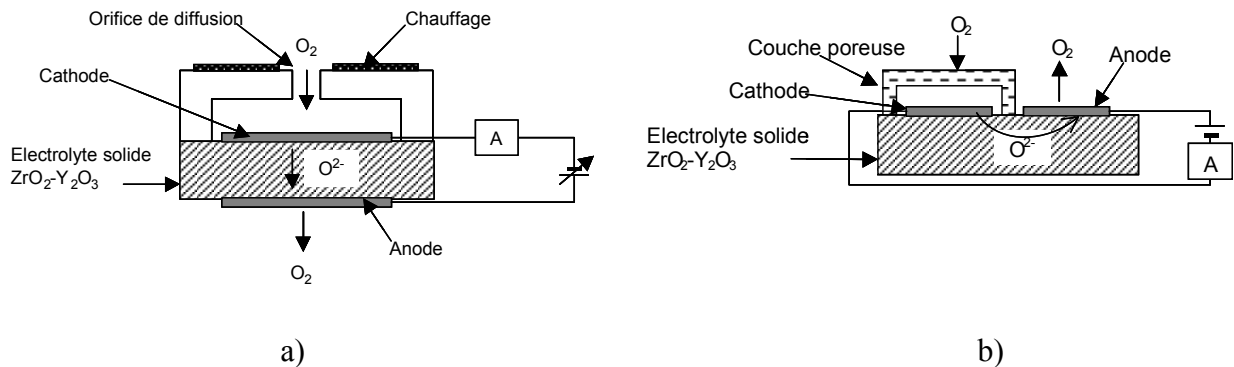 Orifice de diffusion
Chauffage
O2
Cathode
A
Electrolyte solide
ZrO2-Y2O3
O2-
Anode
O2
a)
O2
Couche poreuse
O2
Anode
Cathode
Electrolyte solide
ZrO2-Y2O3
O2-
A
b)